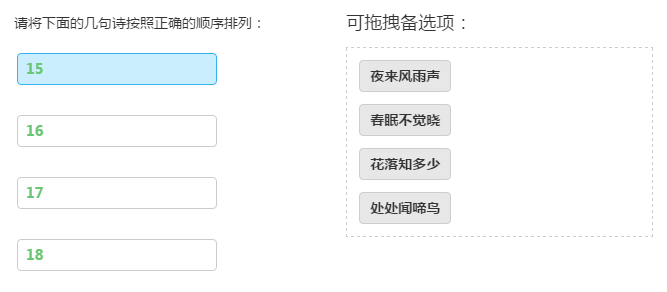 请将下面的几句诗按照正确的顺序排列：
15
16
17
18
可拖拽备选项：
夜来风雨声
春眠不觉晓
花落知多少
处处闻啼鸟